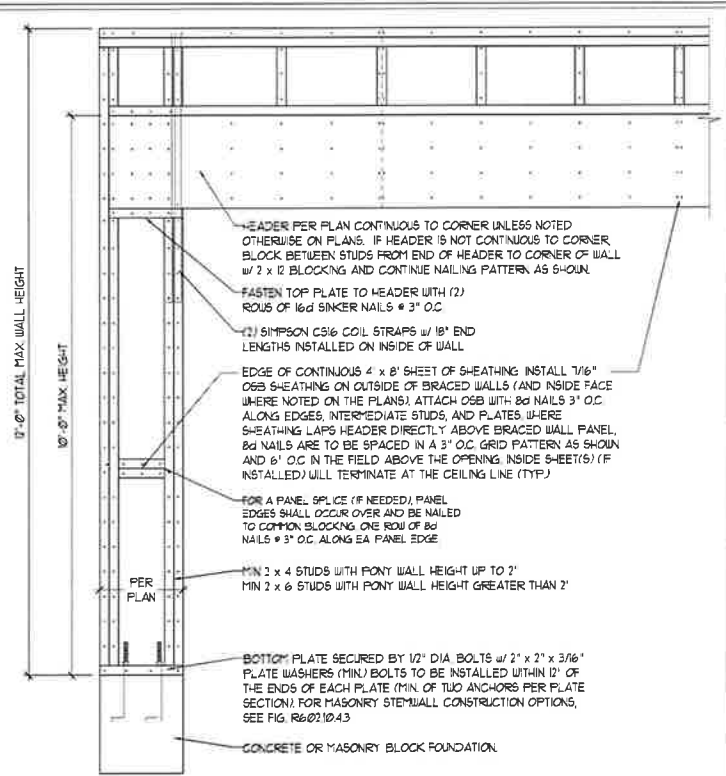 12'-0" TOTAL MAX. WALL HEIGHT
10'-0" MAX. HEIGHT
HEADER PER PLAN CONTINUOUS TO CORNER UNLESS NOTED
OTHERWISE ON PLANS. IF HEADER IS NOT CONTINUOUS TO CORNER,
BLOCK BETWEEN STUDS FROM END OF HEADER TO CORNER OF WALL
w/ 2 x 12 BLOCKING AND CONTINUE NAILING PATTERN AS SHOWN.
FASTEN TOP PLATE TO HEADER WITH (2)
ROWS OF 16d SINKER NAILS @ 3" O.C.
(2) SIMPSON CS16 COIL STRAPS w/ 18" END
LENGTHS INSTALLED ON INSIDE OF WALL
EDGE OF CONTINUOUS 4' x 8' SHEET OF SHEATHING INSTALL 7/16"
OSB SHEATHING ON OUTSIDE OF BRACED WALLS (AND INSIDE FACE
WHERE NOTED ON THE PLANS). ATTACH OSB WITH 8d NAILS 3" O.C.
ALONG EDGES, INTERMEDIATE STUDS, AND PLATES. WHERE
SHEATHING LAPS HEADER DIRECTLY ABOVE BRACED WALL PANEL,
8d NAILS ARE TO BE SPACED IN A 3" O.C. GRID PATTERN AS SHOWN
AND 6" O.C. IN THE FIELD ABOVE THE OPENING. INSIDE SHEET(S) (IF
INSTALLED) WILL TERMINATE AT THE CEILING LINE (TYP.)
FOR A PANEL SPLICE (IF NEEDED), PANEL
EDGES SHALL OCCUR OVER AND BE NAILED
TO COMMON BLOCKING ONE ROW OF 8d
NAILS @ 3" O.C. ALONG EA PANEL EDGE
MIN 2 x 4 STUDS WITH PONY WALL HEIGHT UP TO 2'
MIN 2 x 6 STUDS WITH PONY WALL HEIGHT GREATER THAN 2'
PER
PLAN
BOTTOM PLATE SECURED BY 1/2" DIA. BOLTS w/ 2" x 2" x 3/16"
PLATE WASHERS (MIN.) BOLTS TO BE INSTALLED WITHIN 12" OF
THE ENDS OF EACH PLATE (MIN. OF TWO ANCHORS PER PLATE
SECTION). FOR MASONRY STEMWALL CONSTRUCTION OPTIONS,
SEE FIG. R602.10.4.3
CONCRETE OR MASONRY BLOCK FOUNDATION.